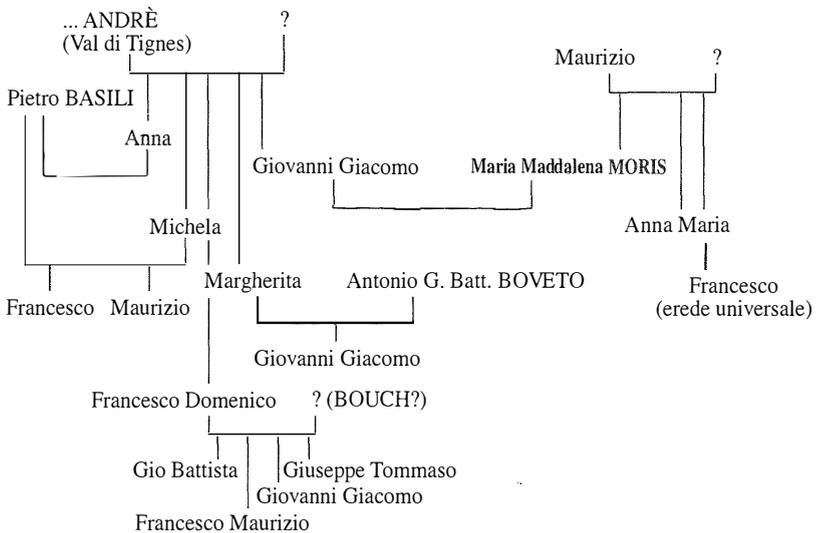 ... ANDRÈ ?
(Val di Tignes)
Maurizio ?
Pietro BASILI
Anna
Giovanni Giacomo Maria Maddalena MORIS
Michela Anna Maria
Margherita Antonio G. Batt. BOVETO
Francesco
(erede universale)
Francesco Maurizio
Giovanni Giacomo
Francesco Domenico ? (BOUCH?)
Gio Battista Giuseppe Tommaso
Giovanni Giacomo
Francesco Maurizio